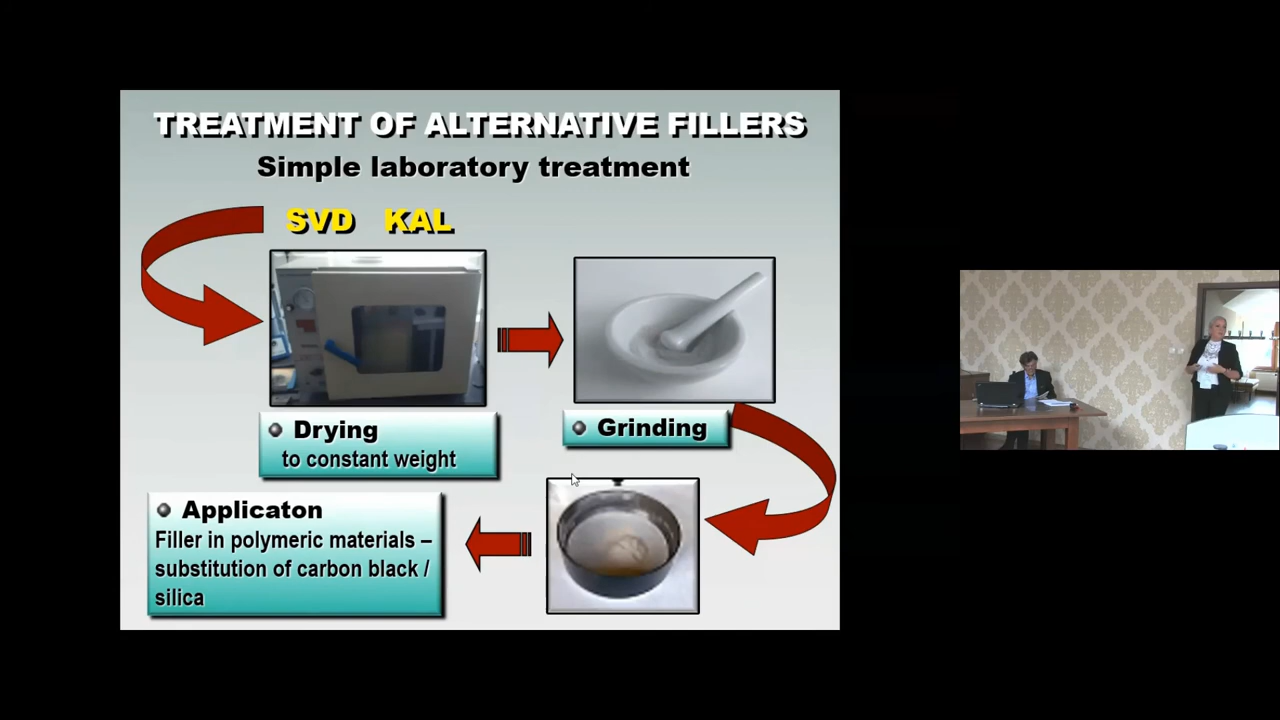 TREATMENT OF ALTERNATIVE FILLERS
Simple laboratory treatment
SVD KAL
Drying
to constant weight
Grinding
Applicaton
Filler in polymeric materials –
substitution of carbon black /
silica